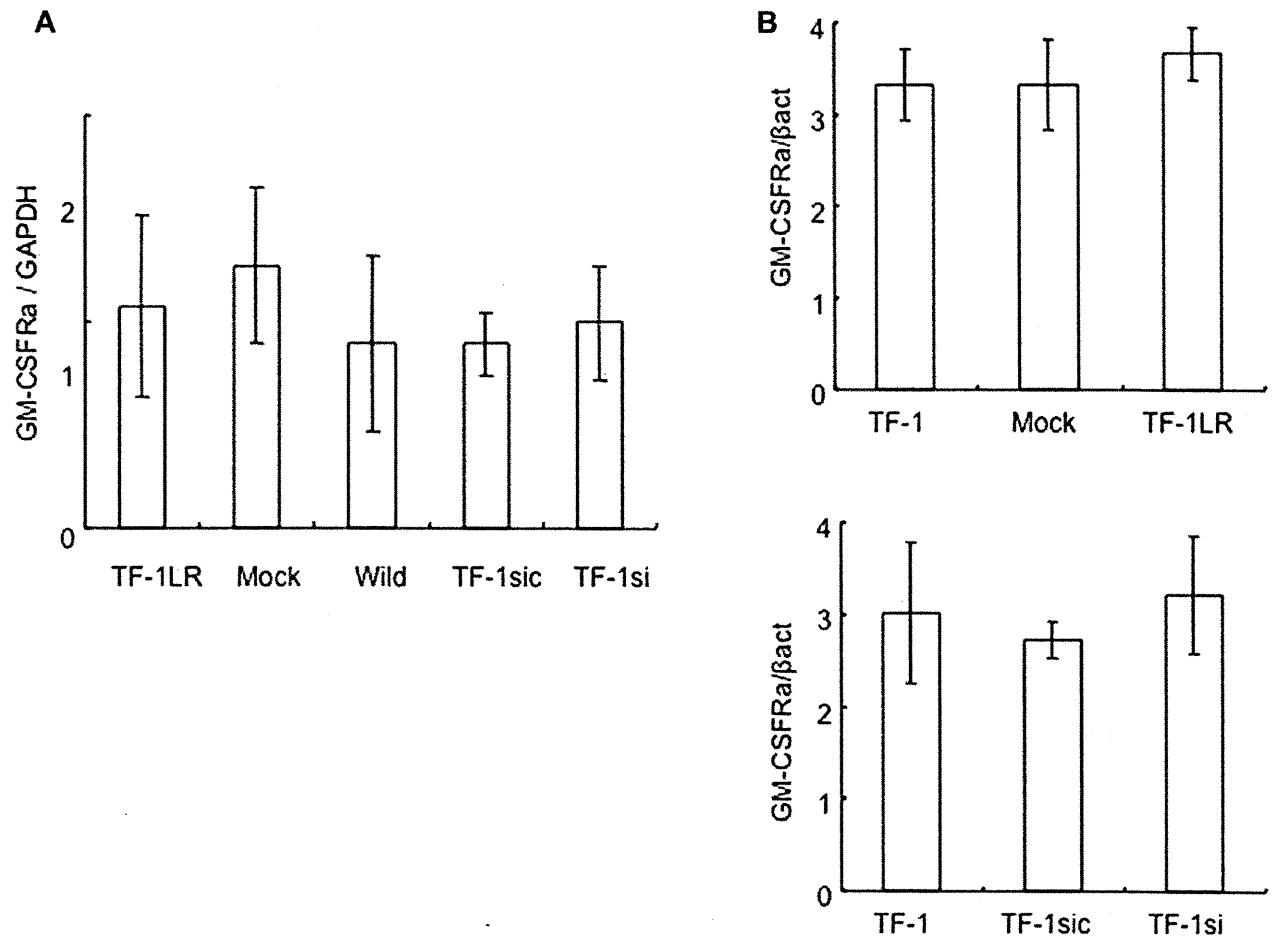 A
GM-CSFRa / GAPDH
2
1
0
TF-1LR Mock Wild TF-1sic TF-1si
B
GM-CSFRa/βact
4
3
2
1
0
TF-1 Mock TF-1LR
GM-CSFRa/βact
4
3
2
1
0
TF-1 TF-1sic TF-1si